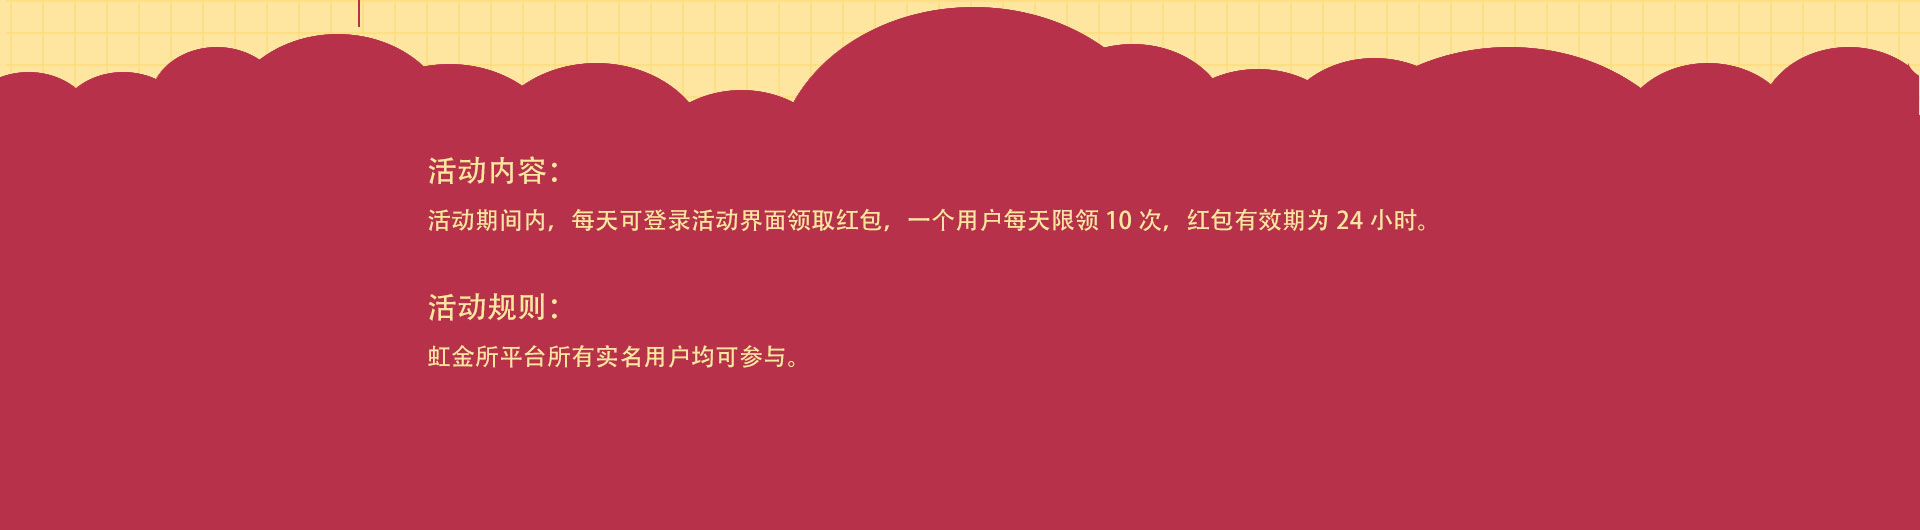 活动内容：
活动期间内，每天可登录活动界面领取红包，一个用户每天限领 10 次，红包有效期为 24 小时。
活动规则：
虹金所平台所有实名用户均可参与。